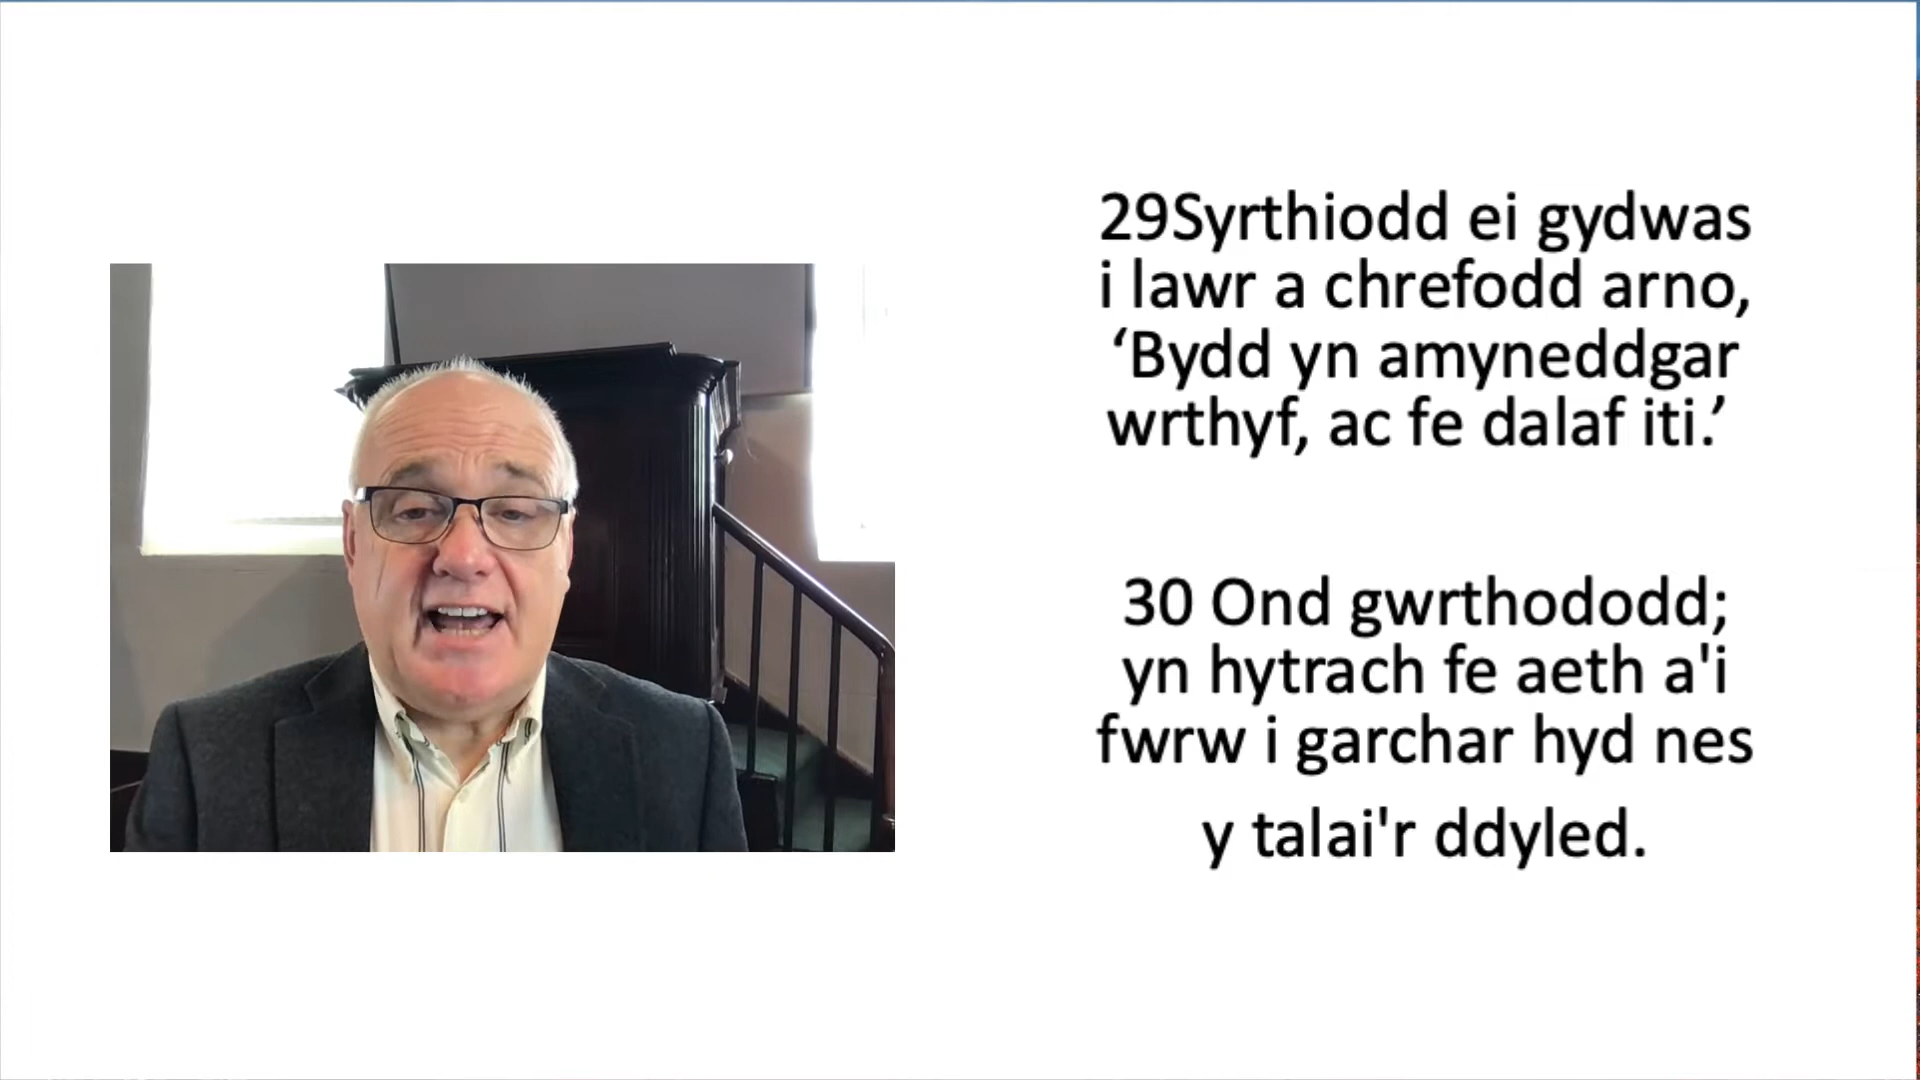 29Syrthiodd ei gydwas
i lawr a chrefodd arno,
‘Bydd yn amyneddgar
wrthyf, ac fe dalaf iti.’
30 Ond gwrthododd;
yn hytrach fe aeth a'i
fwrw i garchar hyd nes
y talai'r ddyled.